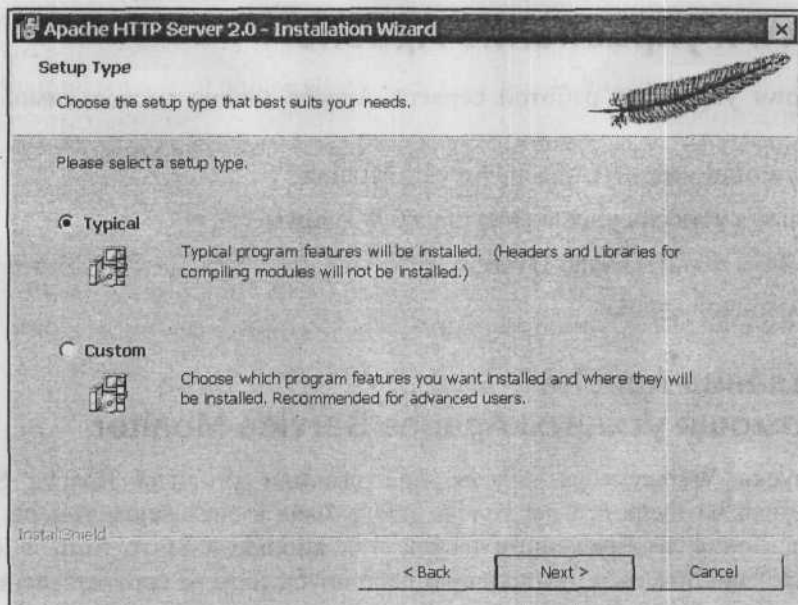 Apache HTTP Server 2.0 - Installation Wizard
Setup Type
Choose the setup type that best suits your needs.
Please select a setup type.
Typical
Typical program features will be installed. (Headers and Libraries for
compiling modules will not be installed.)
Custom
Choose which program features you want installed and where they will
be installed. Recommended for advanced users.
InstallShield
< Back
Next >
Cancel